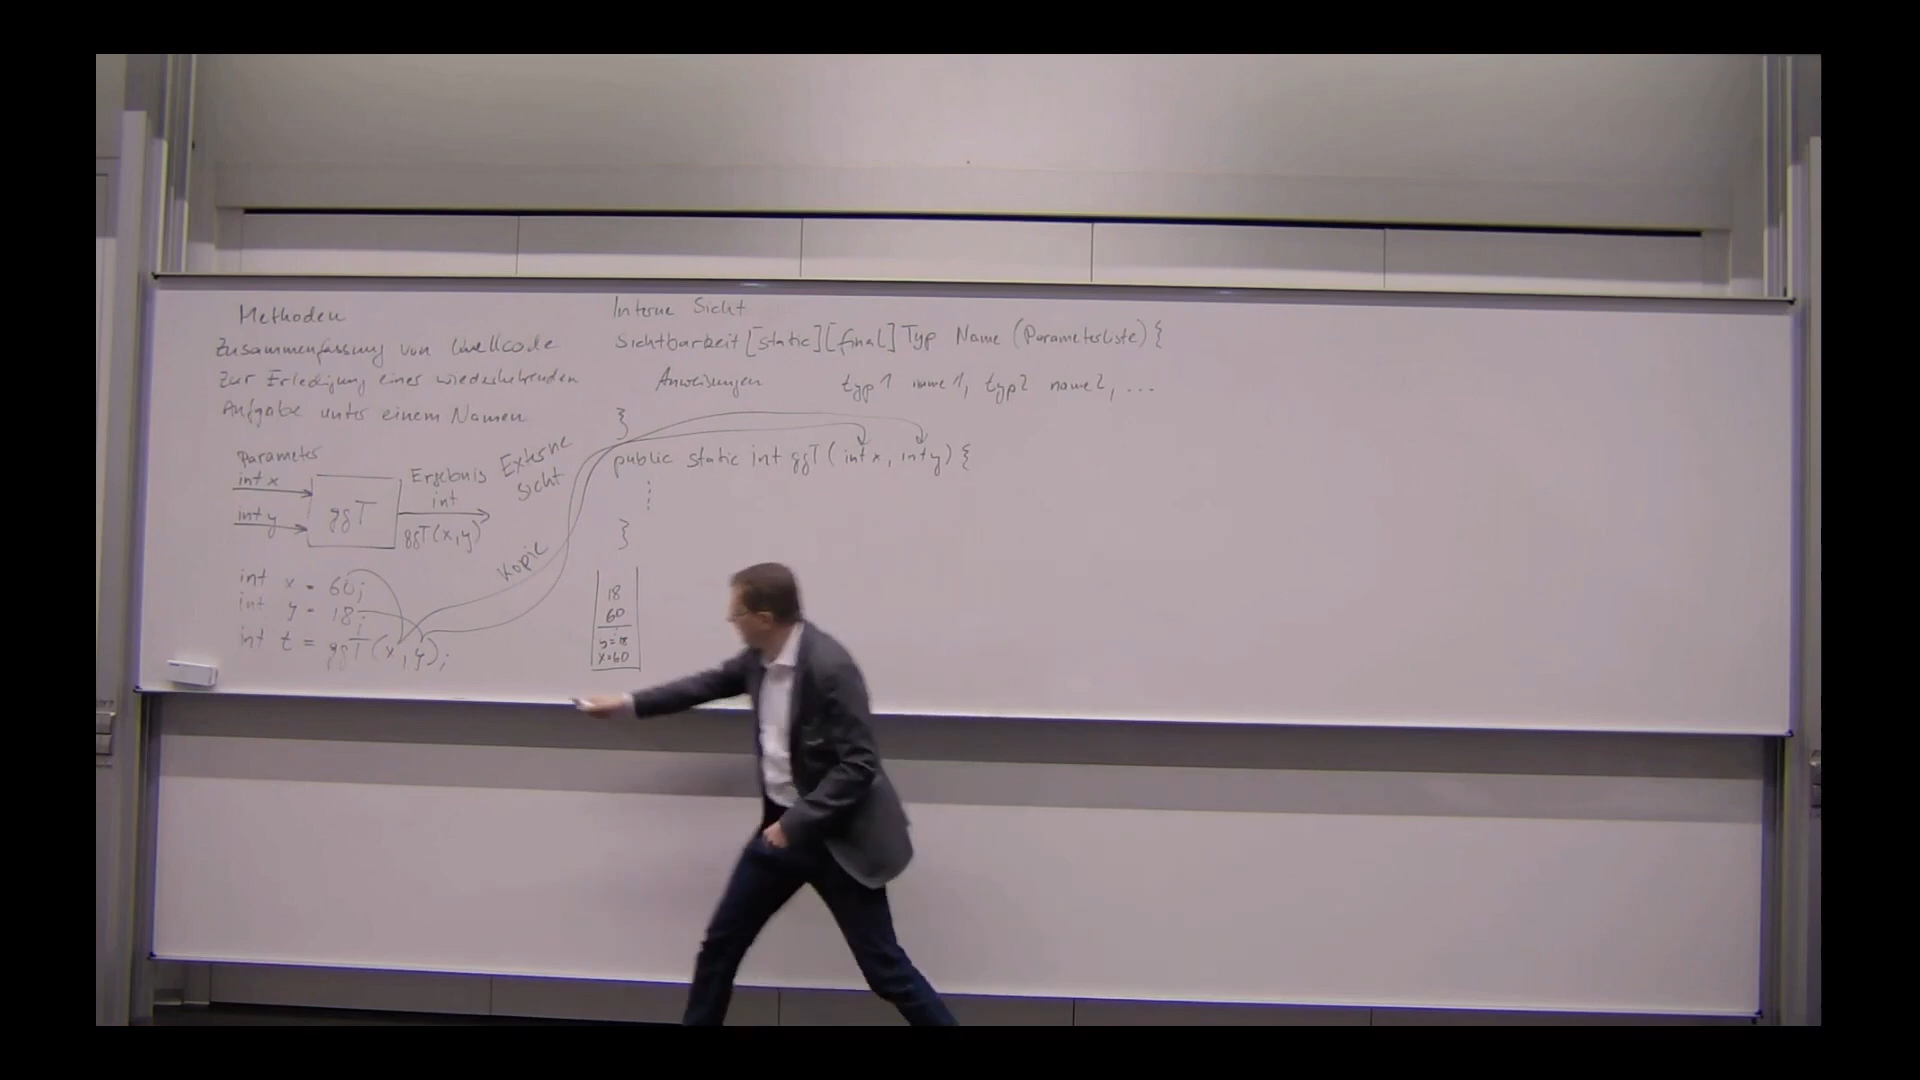 Methoden
Zusammenfassung von Quellcode
zur Erledigung einer wiederkehrenden
Aufgabe unter einem Namen
Parameter
int x
int y
ggT
Ergebnis
int
ggT(x,y)
Externe
Sicht
int x = 60;
int y = 18;
int t = ggT(x,y);
Kopie
Interne Sicht
Sichtbarkeit [static][final] Typ Name (Parameterliste) {
Anweisungen typ1 name1, typ2 name2, ...
}
public static int ggT (int x, int y) {
}
18
60
y=18
x=60